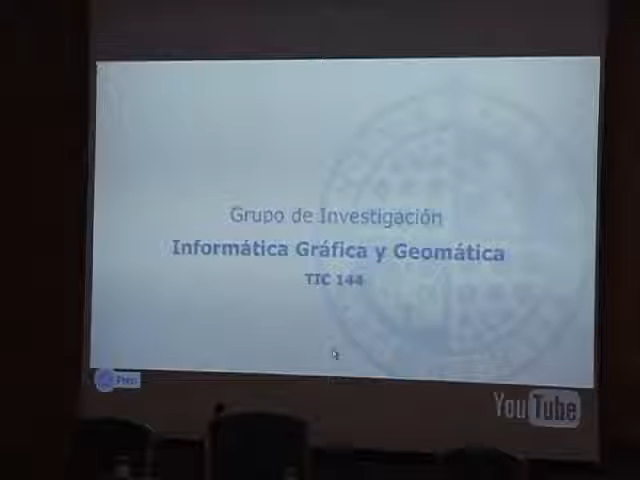 Grupo de Investigación
Informática Gráfica y Geomática
TIC 144
YouTube